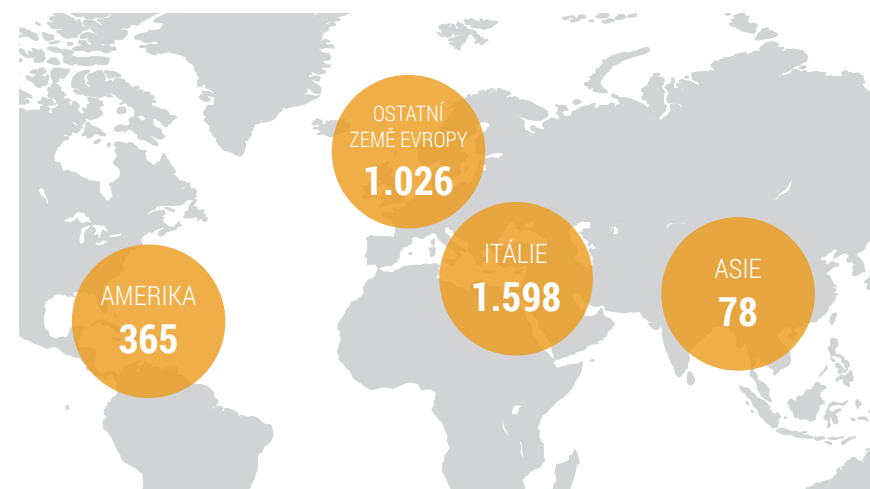 OSTATNÍ
ZEMĚ EVROPY
1.026
ITÁLIE
1.598
ASIE
78
AMERIKA
365